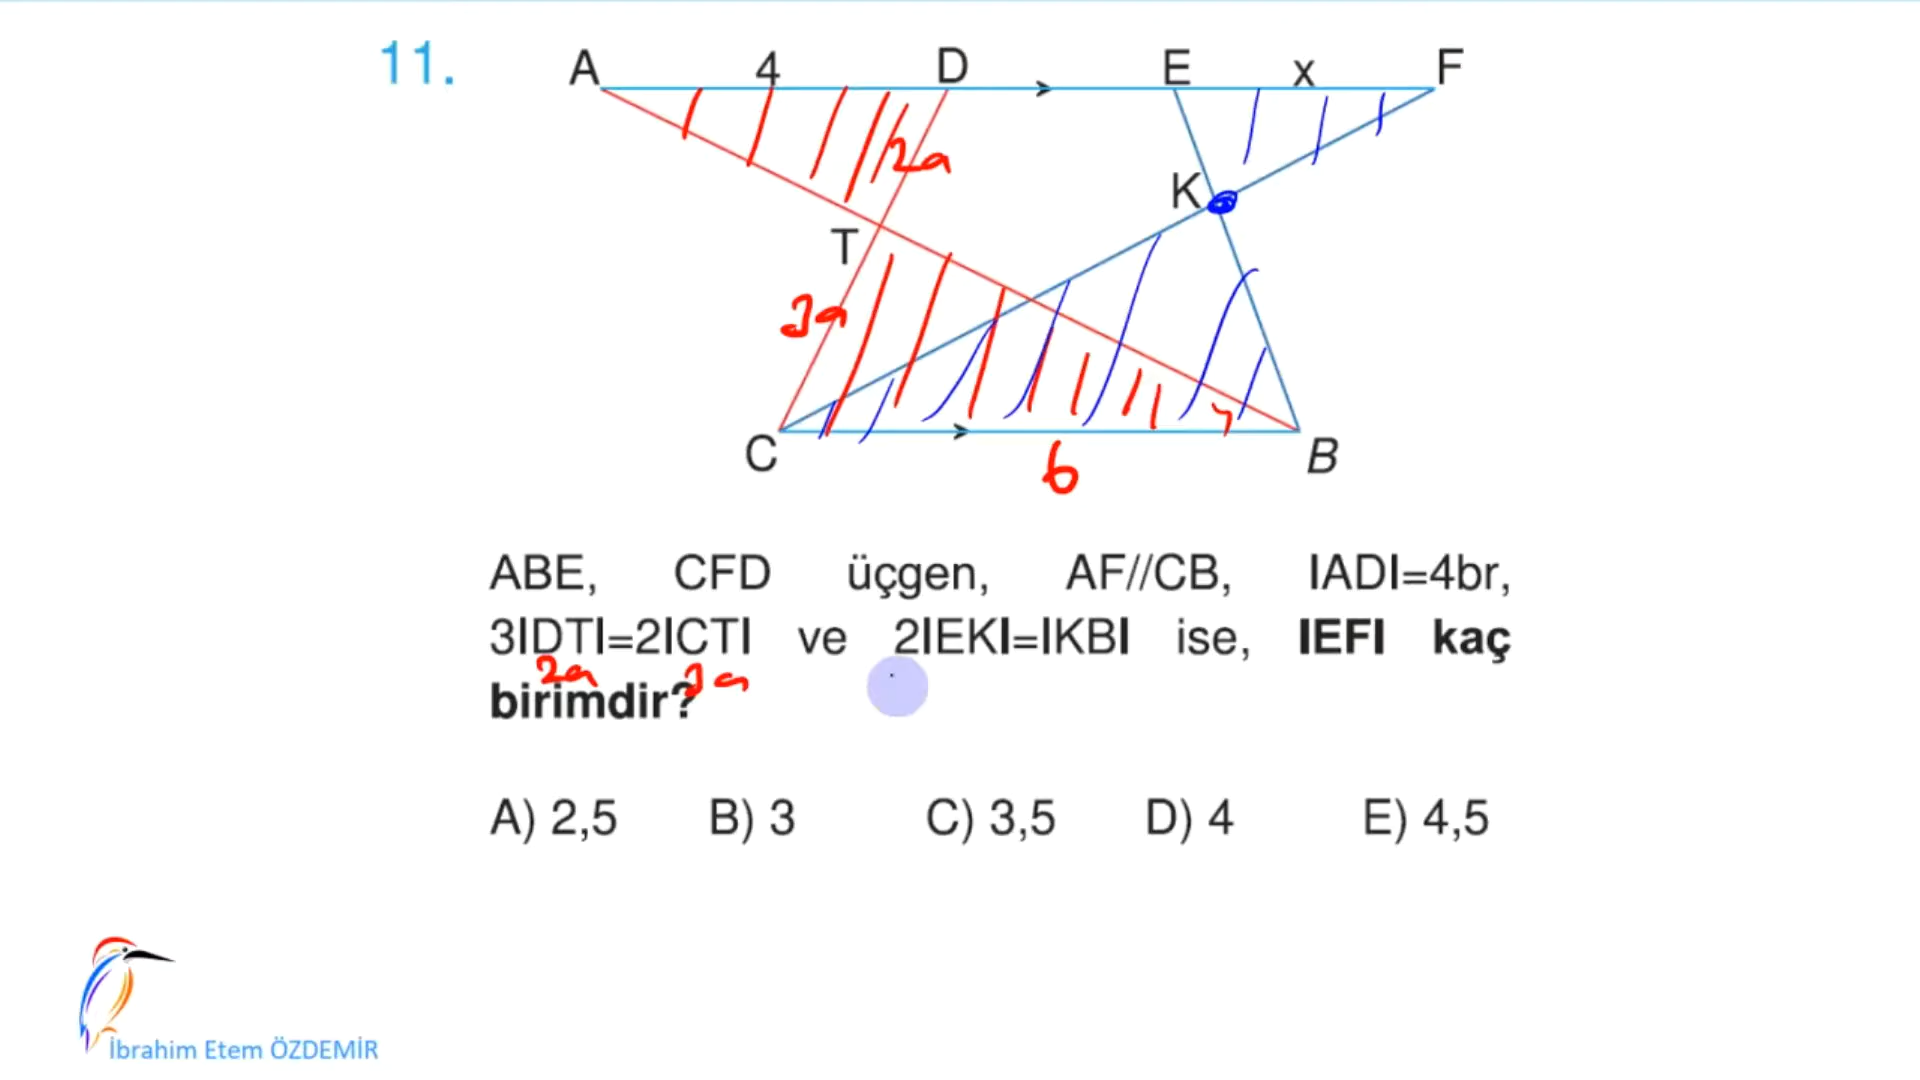 11.
A 4 D E x F
2a
K
T
3a
C B
6
ABE, CFD üçgen, AF//CB, IADI=4br,
3IDTI=2ICTI ve 2IEKI=IKBI ise, IEFI kaç
2a 3a
birimdir?
A) 2,5 B) 3 C) 3,5 D) 4 E) 4,5
İbrahim Etem ÖZDEMİR